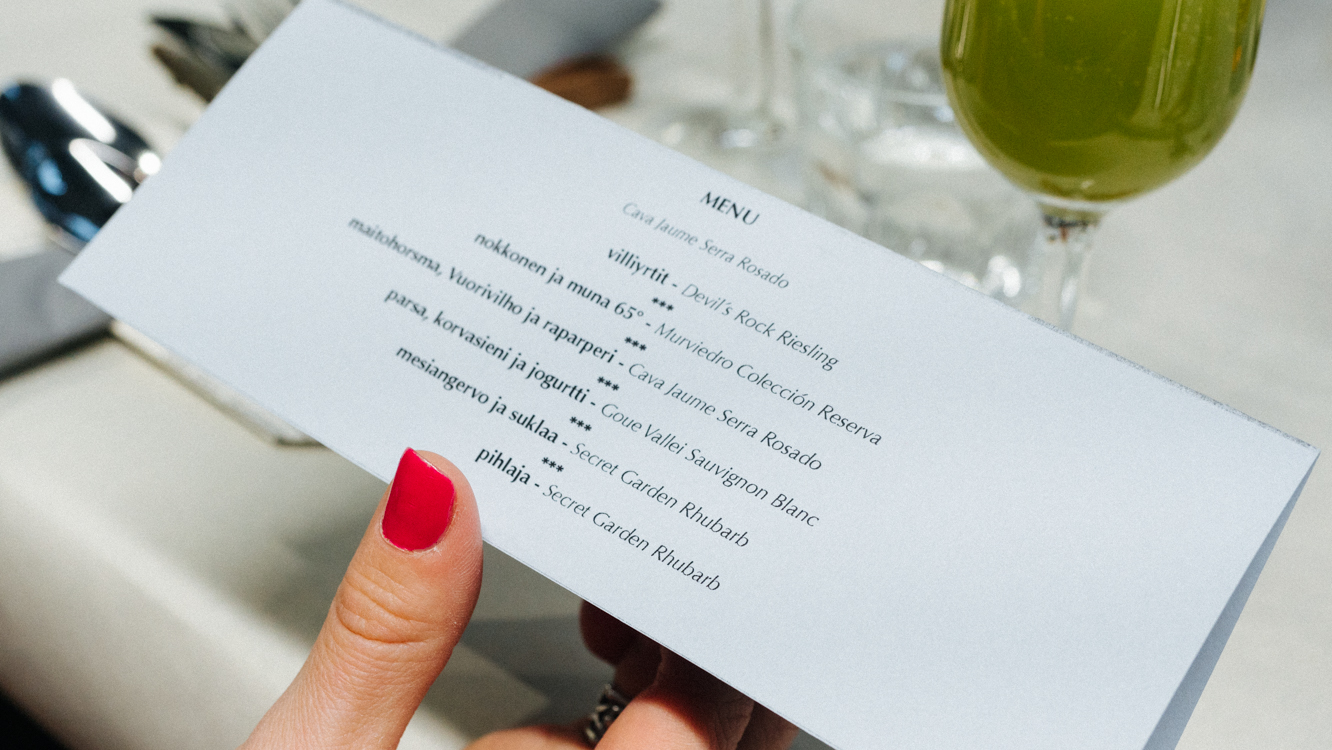 MENU
Cava Jaume Serra Rosado
villiyrtit - Devil's Rock Riesling
***
nokkonen ja muna 65° - Murviedro Colección Reserva
***
maitohorsma, Vuorivilho ja raparperi - Cava Jaume Serra Rosado
***
parsa, korvasieni ja jogurtti - Goue Vallei Sauvignon Blanc
***
mesiangervo ja suklaa - Secret Garden Rhubarb
***
pihlaja - Secret Garden Rhubarb